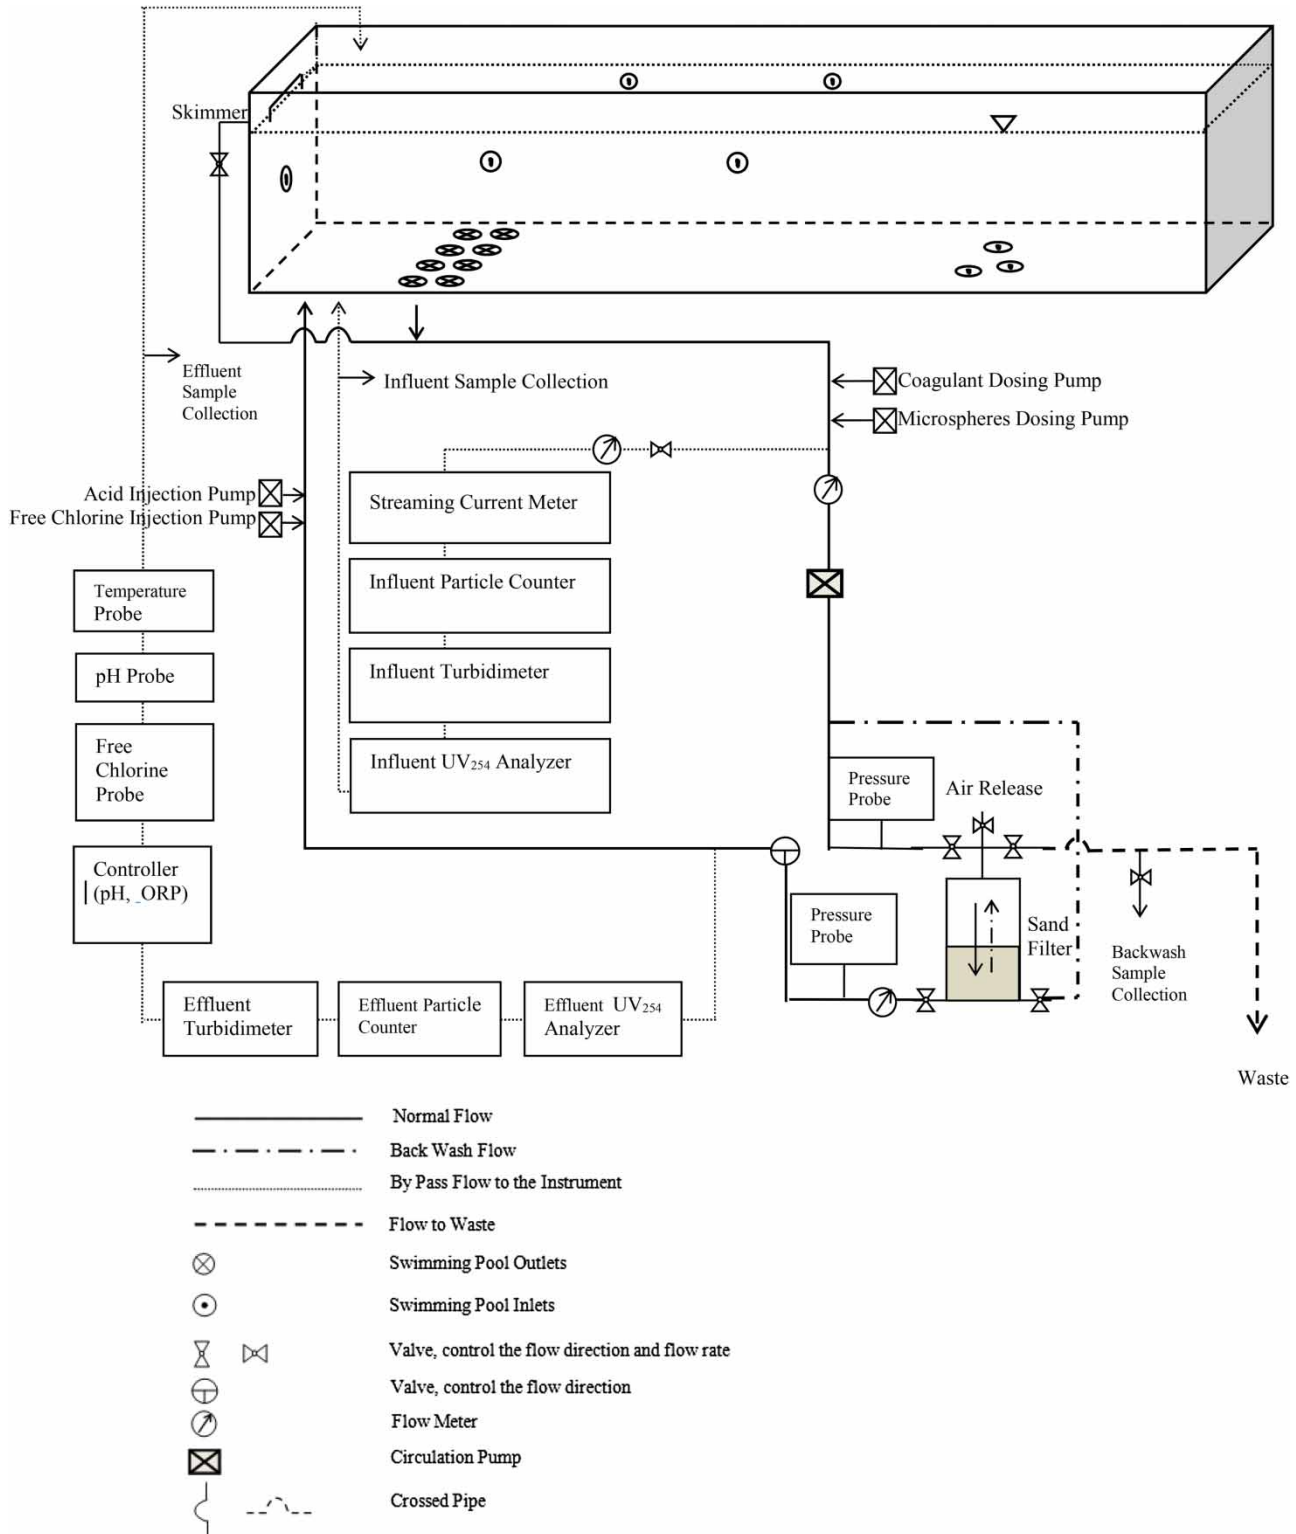 Skimmer
Effluent
Sample
Collection
Influent Sample Collection
Coagulant Dosing Pump
Microspheres Dosing Pump
Acid Injection Pump
Free Chlorine Injection Pump
Streaming Current Meter
Influent Particle Counter
Influent Turbidimeter
Influent UV254 Analyzer
Temperature
Probe
pH Probe
Free
Chlorine
Probe
Controller
(pH, _ORP)
Pressure
Probe
Air Release
Pressure
Probe
Sand
Filter
Backwash
Sample
Collection
Effluent
Turbidimeter
Effluent Particle
Counter
Effluent UV254
Analyzer
Waste
Normal Flow
Back Wash Flow
By Pass Flow to the Instrument
Flow to Waste
Swimming Pool Outlets
Swimming Pool Inlets
Valve, control the flow direction and flow rate
Valve, control the flow direction
Flow Meter
Circulation Pump
Crossed Pipe